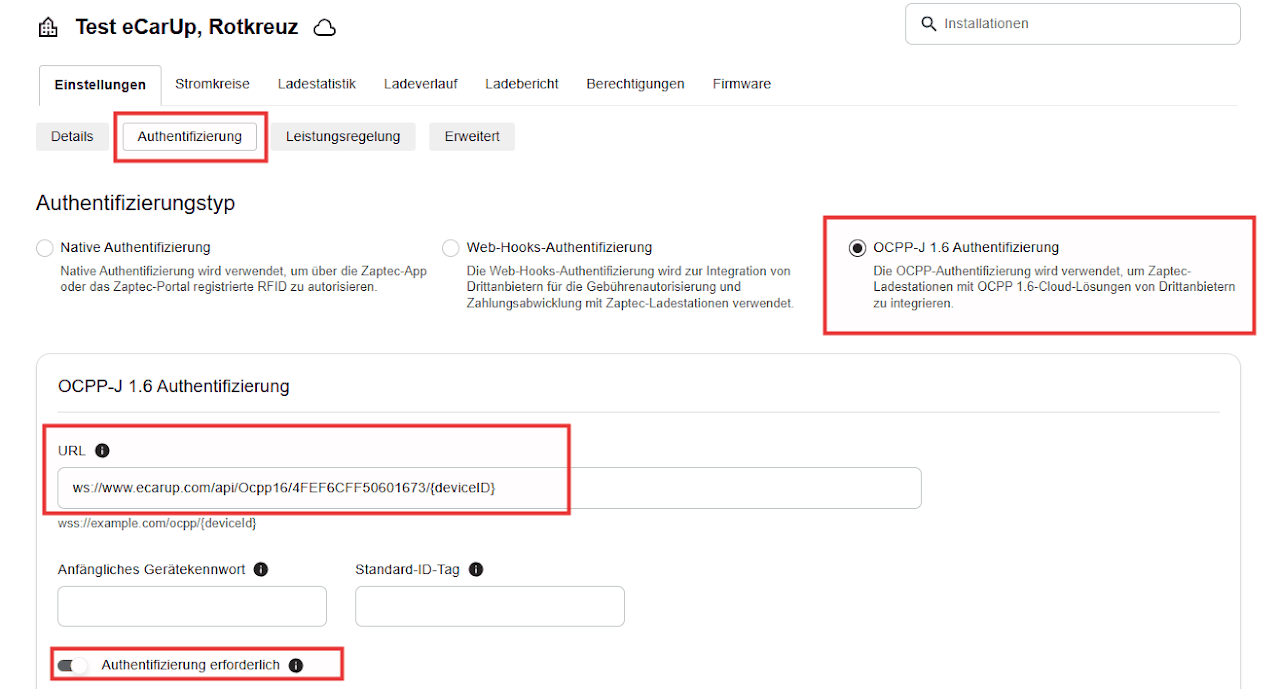 Test eCarUp, Rotkreuz
Installationen
Einstellungen Stromkreise Ladestatistik Ladeverlauf Ladebericht Berechtigungen Firmware
Details Authentifizierung Leistungsregelung Erweitert
Authentifizierungstyp
Native Authentifizierung
Native Authentifizierung wird verwendet, um über die Zaptec-App
oder das Zaptec-Portal registrierte RFID zu autorisieren.
Web-Hooks-Authentifizierung
Die Web-Hooks-Authentifizierung wird zur Integration von
Drittanbietern für die Gebührenautorisierung und
Zahlungsabwicklung mit Zaptec-Ladestationen verwendet.
OCPP-J 1.6 Authentifizierung
Die OCPP-Authentifizierung wird verwendet, um Zaptec-
Ladestationen mit OCPP 1.6-Cloud-Lösungen von Drittanbietern
zu integrieren.
OCPP-J 1.6 Authentifizierung
URL
ws://www.ecarup.com/api/Ocpp16/4FEF6CFF50601673/{deviceID}
wss://example.com/ocpp/{deviceId}
Anfängliches Gerätekennwort Standard-ID-Tag
Authentifizierung erforderlich